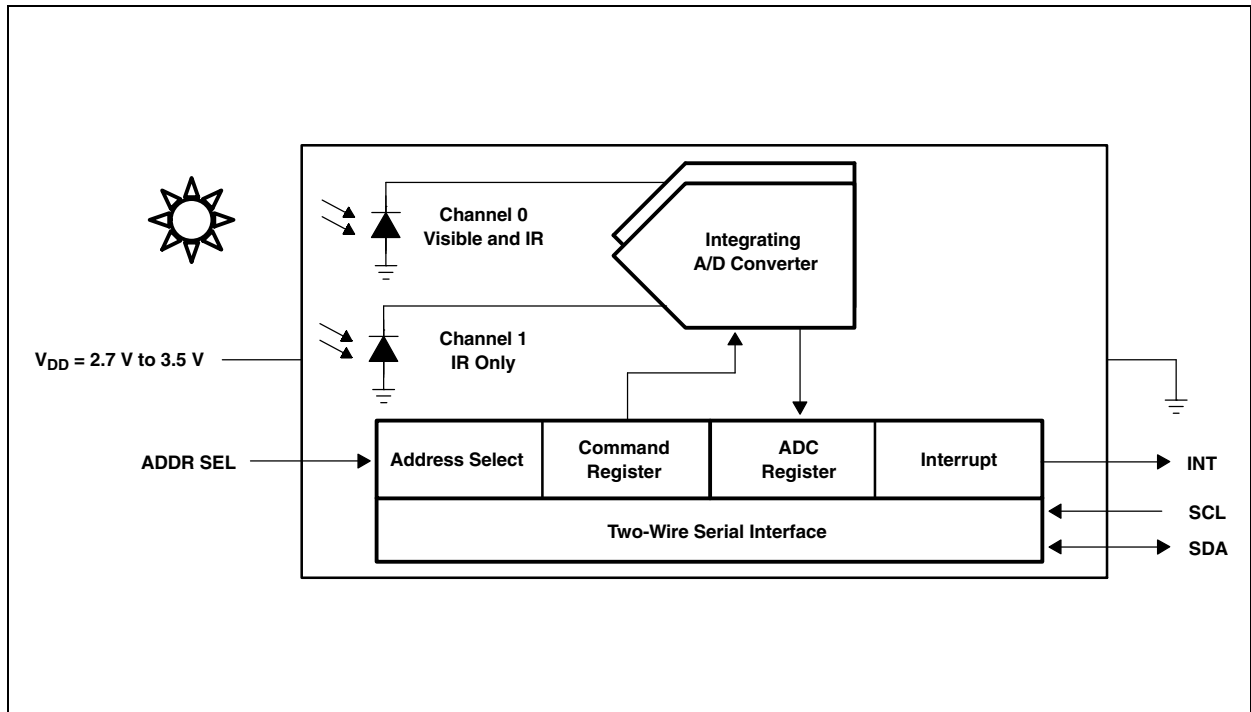 Channel 0
Visible and IR
Integrating
A/D Converter
Channel 1
IR Only
VDD = 2.7 V to 3.5 V
ADDR SEL
Address Select
Command
Register
ADC
Register
Interrupt
INT
SCL
Two-Wire Serial Interface
SDA